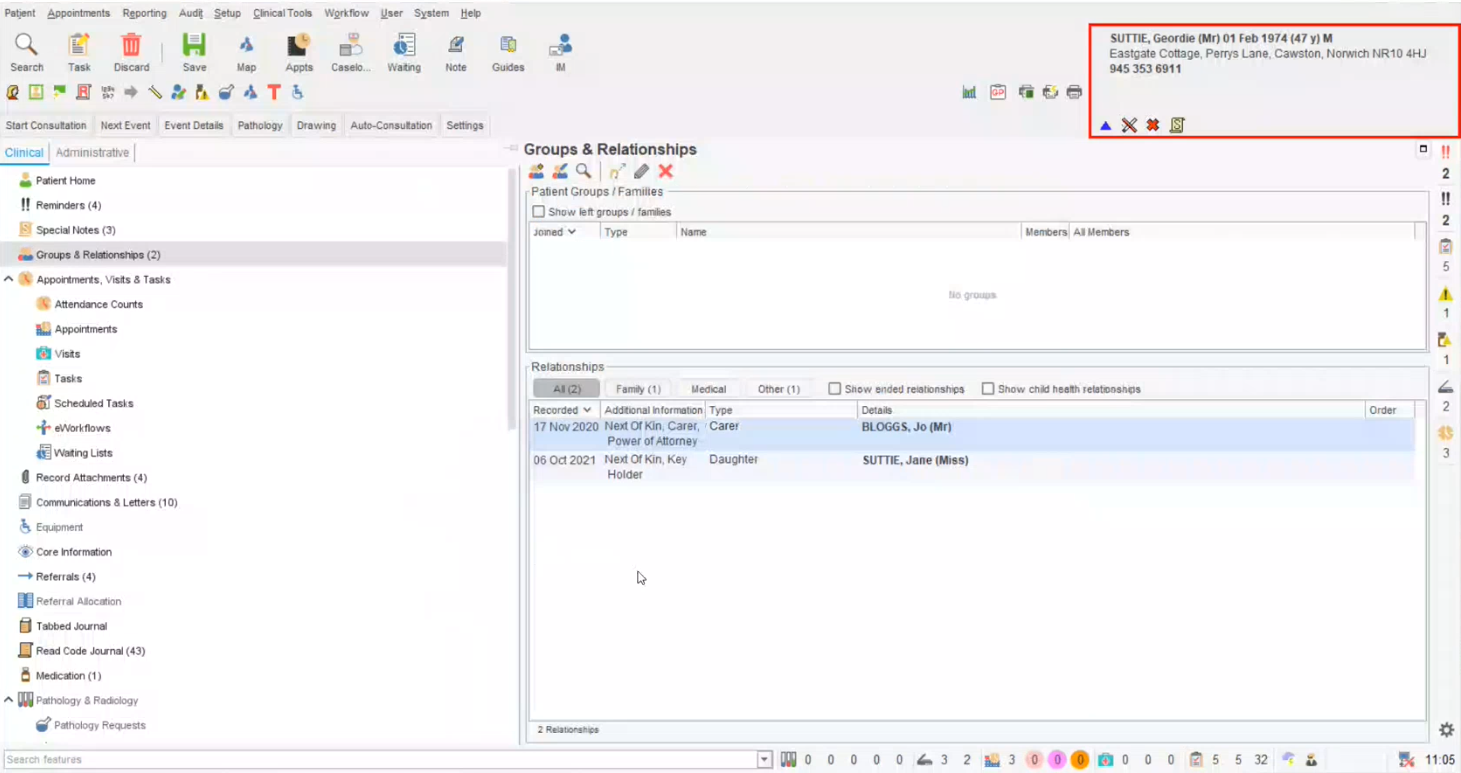 Patient Appointments Reporting Audit Setup Clinical Tools Workflow User System Help
Search Task Discard Save Map Appts Caselo... Waiting Note Guides IM
SUTTIE, Geordie (Mr) 01 Feb 1974 (47 y) M
Eastgate Cottage, Perrys Lane, Cawston, Norwich NR10 4HJ
945 353 6911
Start Consultation Next Event Event Details Pathology Drawing Auto-Consultation Settings
Clinical Administrative
Patient Home
Reminders (4)
Special Notes (3)
Groups & Relationships (2)
Appointments, Visits & Tasks
Attendance Counts
Appointments
Visits
Tasks
Scheduled Tasks
eWorkflows
Waiting Lists
Record Attachments (4)
Communications & Letters (10)
Equipment
Core Information
Referrals (4)
Referral Allocation
Tabbed Journal
Read Code Journal (43)
Medication (1)
Pathology & Radiology
Pathology Requests
Groups & Relationships
Patient Groups / Families
Show left groups / families
Joined Type Name Members All Members
No groups
Relationships
All (2) Family (1) Medical Other (1) Show ended relationships Show child health relationships
Recorded Additional Information Type Details Order
17 Nov 2020 Next Of Kin, Carer, Carer BLOGGS, Jo (Mr)
Power of Attorney
06 Oct 2021 Next Of Kin, Key Daughter SUTTIE, Jane (Miss)
Holder
2 Relationships
2
2
5
1
1
2
3
Search features
0 0 0 0 0 3 2 3 0 0 0 0 0 0 5 5 32 11:05